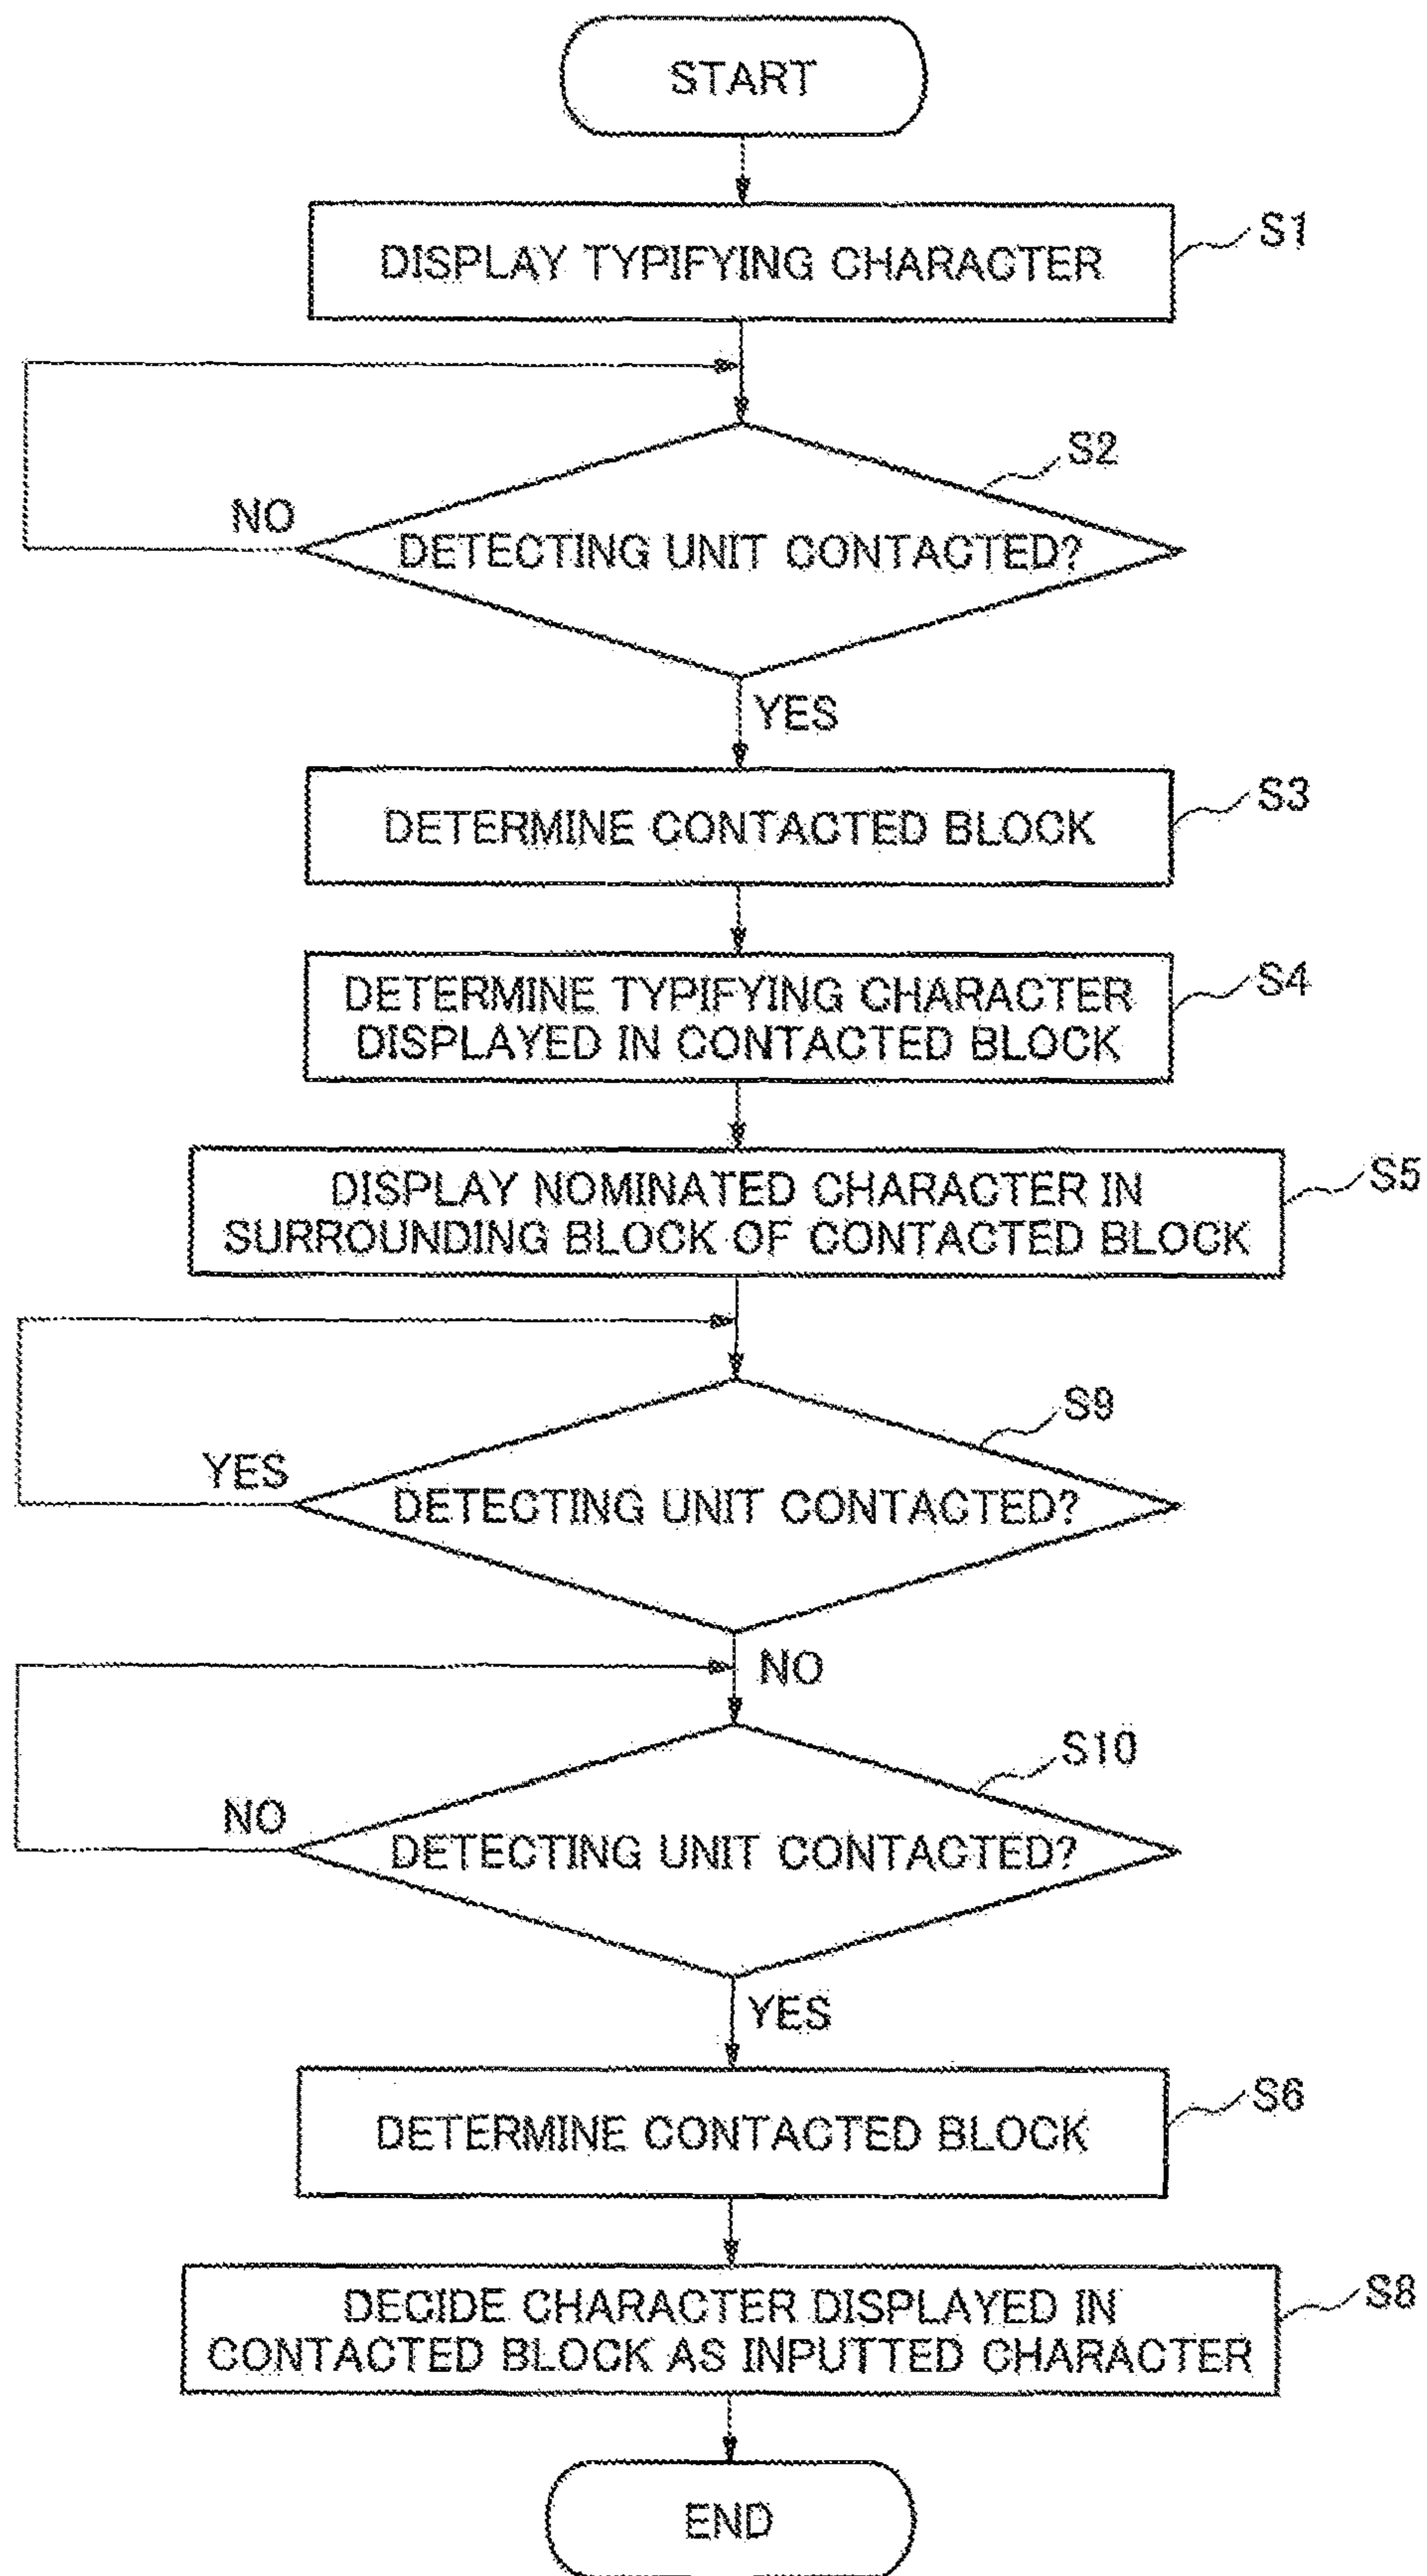 START
DISPLAY TYPIFYING CHARACTER
S1
S2
NO
DETECTING UNIT CONTACTED?
YES
DETERMINE CONTACTED BLOCK
S3
DETERMINE TYPIFYING CHARACTER
DISPLAYED IN CONTACTED BLOCK
S4
DISPLAY NOMINATED CHARACTER IN
SURROUNDING BLOCK OF CONTACTED BLOCK
S5
S9
YES
DETECTING UNIT CONTACTED?
NO
S10
NO
DETECTING UNIT CONTACTED?
YES
DETERMINE CONTACTED BLOCK
S6
DECIDE CHARACTER DISPLAYED IN
CONTACTED BLOCK AS INPUTTED CHARACTER
S8
END